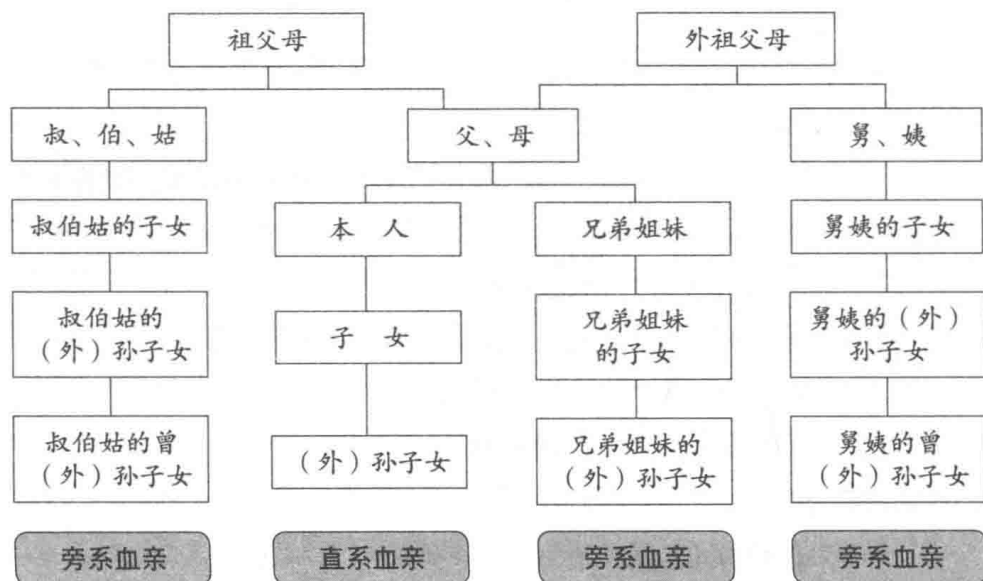 祖父母
外祖父母
叔、伯、姑
父、母
舅、姨
叔伯姑的子女
本 人
兄弟姐妹
舅姨的子女
叔伯姑的
（外）孙子女
子 女
兄弟姐妹
的子女
舅姨的（外）
孙子女
叔伯姑的曾
（外）孙子女
（外）孙子女
兄弟姐妹的
（外）孙子女
舅姨的曾
（外）孙子女
旁系血亲
直系血亲
旁系血亲
旁系血亲